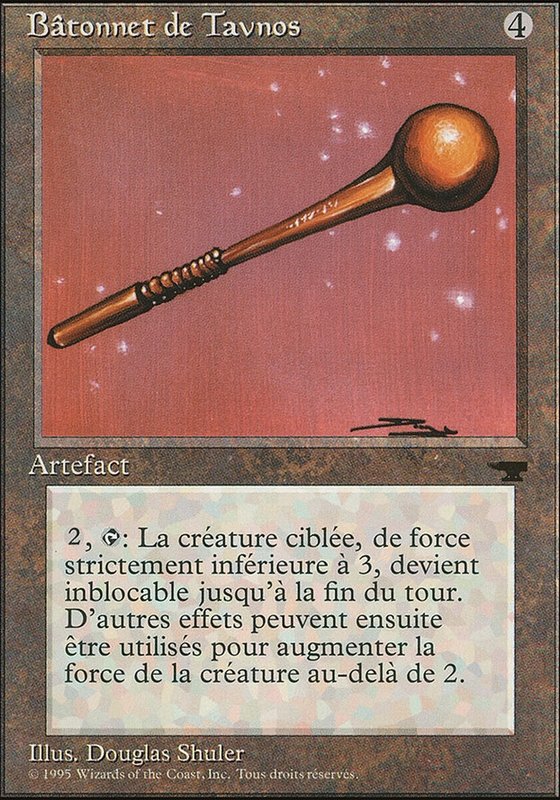 Bâtonnet de Tavnos
4
Artefact
2, : La créature ciblée, de force
strictement inférieure à 3, devient
inblocable jusqu'à la fin du tour.
D'autres effets peuvent ensuite
être utilisés pour augmenter la
force de la créature au-delà de 2.
Illus. Douglas Shuler
© 1995 Wizards of the Coast, Inc. Tous droits réservés.